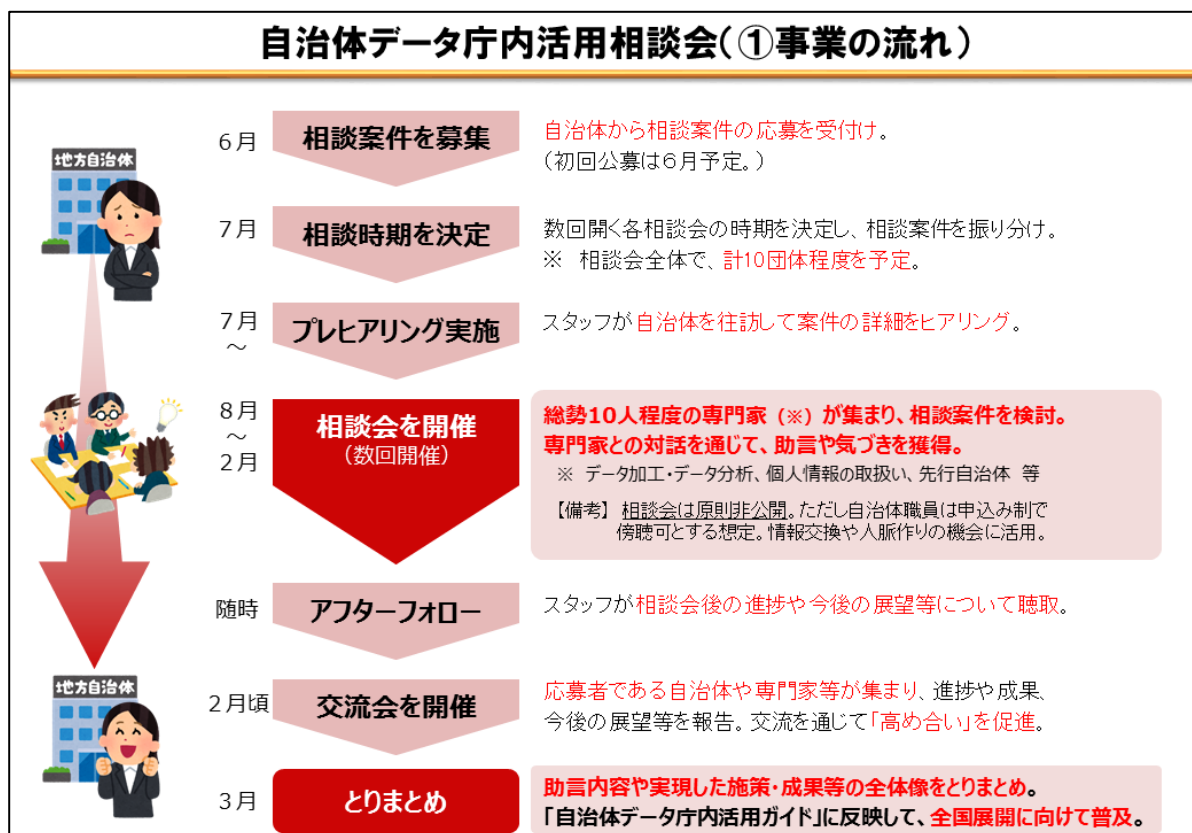 自治体データ庁内活用相談会(①事業の流れ)
地方自治体
6月
相談案件を募集
自治体から相談案件の応募を受付け。
(初回公募は6月予定。)
7月
相談時期を決定
数回開く各相談会の時期を決定し、相談案件を振り分け。
※ 相談会全体で、計10団体程度を予定。
7月
~
プレヒアリング実施
スタッフが自治体を往訪して案件の詳細をヒアリング。
8月
~
2月
相談会を開催
(数回開催)
総勢10人程度の専門家(※)が集まり、相談案件を検討。
専門家との対話を通じて、助言や気づきを獲得。
※ データ加工・データ分析、個人情報の取扱い、先行自治体 等
【備考】 相談会は原則非公開。ただし自治体職員は申込み制で
傍聴可とする想定。情報交換や人脈作りの機会に活用。
随時
アフターフォロー
スタッフが相談会後の進捗や今後の展望等について聴取。
地方自治体
2月頃
交流会を開催
応募者である自治体や専門家等が集まり、進捗や成果、
今後の展望等を報告。交流を通じて「高め合い」を促進。
3月
とりまとめ
助言内容や実現した施策・成果等の全体像をとりまとめ。
「自治体データ庁内活用ガイド」に反映して、全国展開に向けて普及。